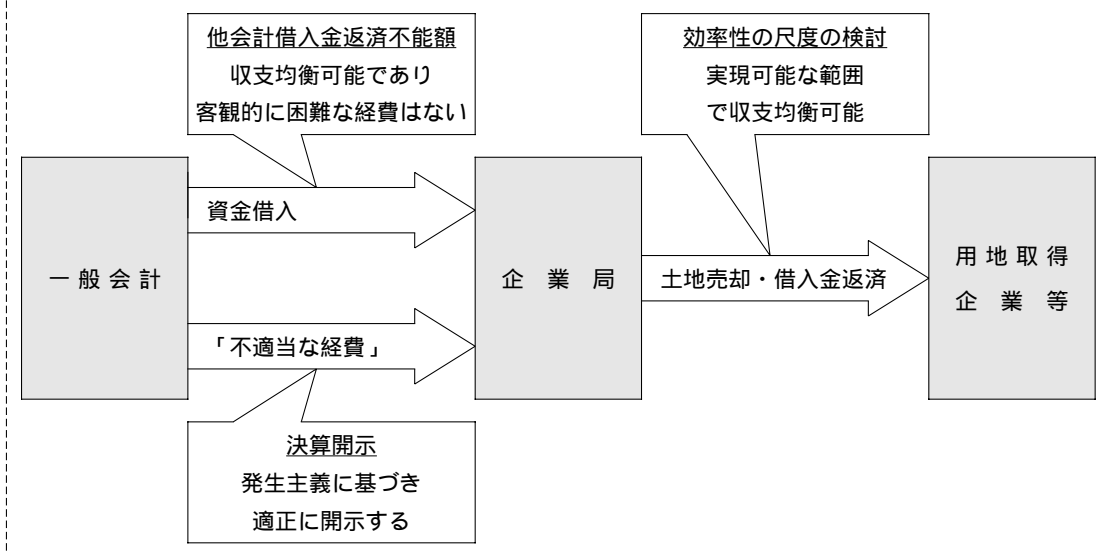 他会計借入金返済不能額
収支均衡可能であり
客観的に困難な経費はない
効率性の尺度の検討
実現可能な範囲
で収支均衡可能
一般会計
資金借入
「不適当な経費」
企業局
土地売却・借入金返済
用地取得
企業等
決算開示
発生主義に基づき
適正に開示する